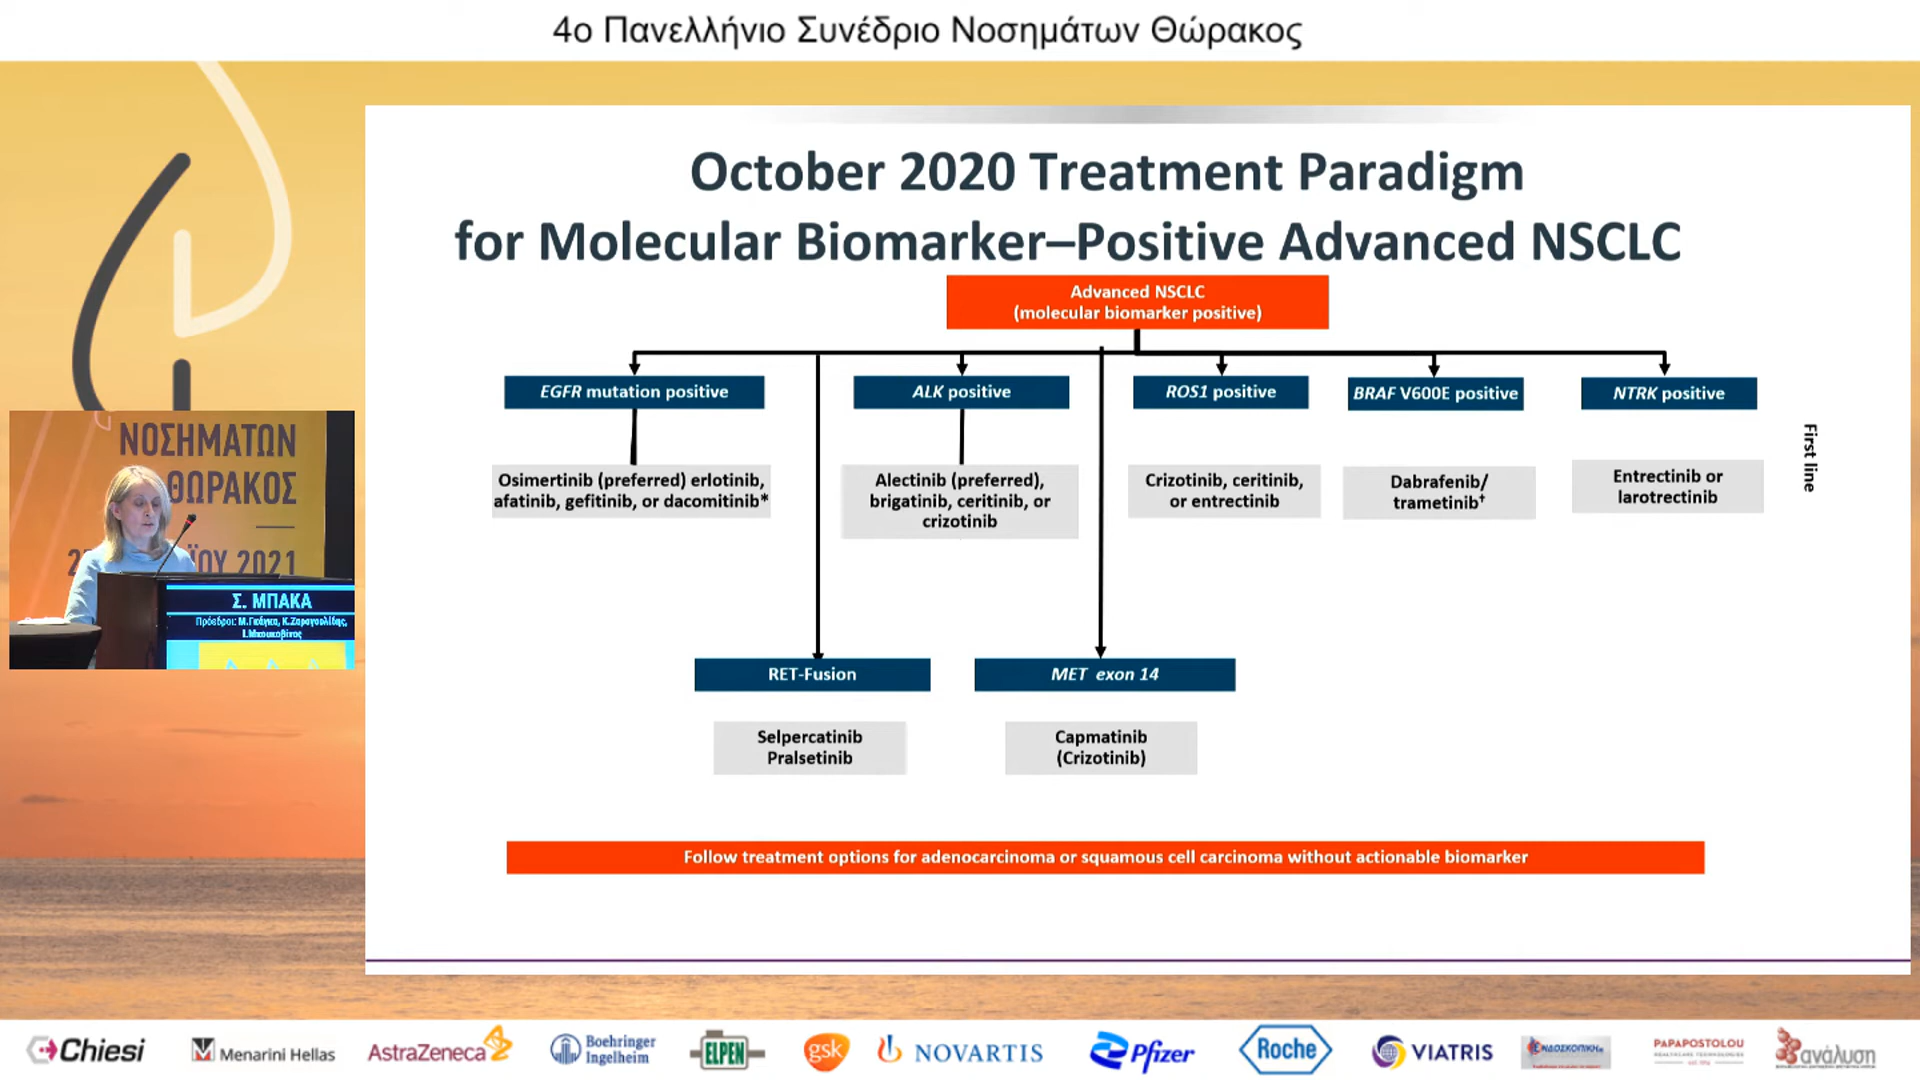 4ο Πανελλήνιο Συνέδριο Νοσημάτων Θώρακος
October 2020 Treatment Paradigm
for Molecular Biomarker–Positive Advanced NSCLC
Advanced NSCLC
(molecular biomarker positive)
EGFR mutation positive
ALK positive
ROS1 positive
BRAF V600E positive
NTRK positive
First line
Osimertinib (preferred) erlotinib,
afatinib, gefitinib, or dacomitinib*
Alectinib (preferred),
brigatinib, ceritinib, or
crizotinib
Crizotinib, ceritinib,
or entrectinib
Dabrafenib/
trametinib†
Entrectinib or
larotrectinib
RET-Fusion
MET exon 14
Selpercatinib
Pralsetinib
Capmatinib
(Crizotinib)
Follow treatment options for adenocarcinoma or squamous cell carcinoma without actionable biomarker
ΝΟΣΗΜΑΤΩΝ
ΘΩΡΑΚΟΣ
ΪΟΥ 2021
Σ. ΜΠΑΚΑ
Πρόεδροι: Μ.Γκάγκα, Κ.Ζαρογουλίδης,
Ι.Μπουκοβίνας
Chiesi
Menarini Hellas
AstraZeneca
Boehringer
Ingelheim
ELPEN
gsk
NOVARTIS
Pfizer
Roche
VIATRIS
ΕΝΔΟΣΚΟΠΙΚΗ
PAPAPOSTOLOU
ανάλυση